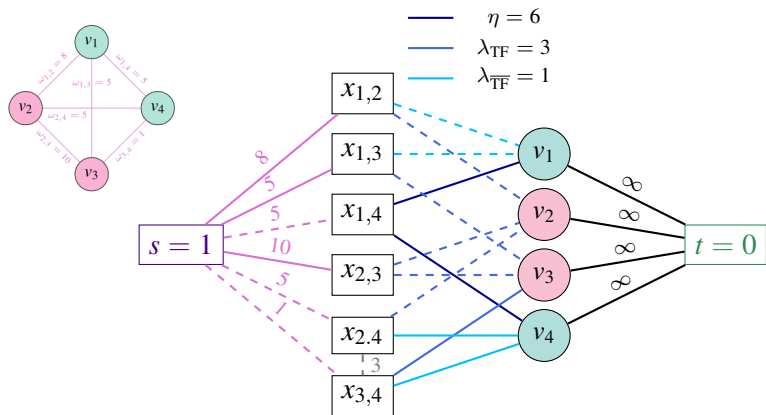 η = 6
λ_TF = 3
λ_T̅F̅ = 1
v₁
ω₁,₂ = 8
ω₁,₄ = 5
ω₁,₃ = 5
v₂
v₄
ω₂,₄ = 5
ω₂,₃ = 10
ω₃,₄ = 1
v₃
x₁,₂
x₁,₃
x₁,₄
x₂,₃
x₂.₄
x₃,₄
8
5
5
10
5
1
3
s = 1
v₁
v₂
v₃
v₄
∞
∞
∞
∞
t = 0